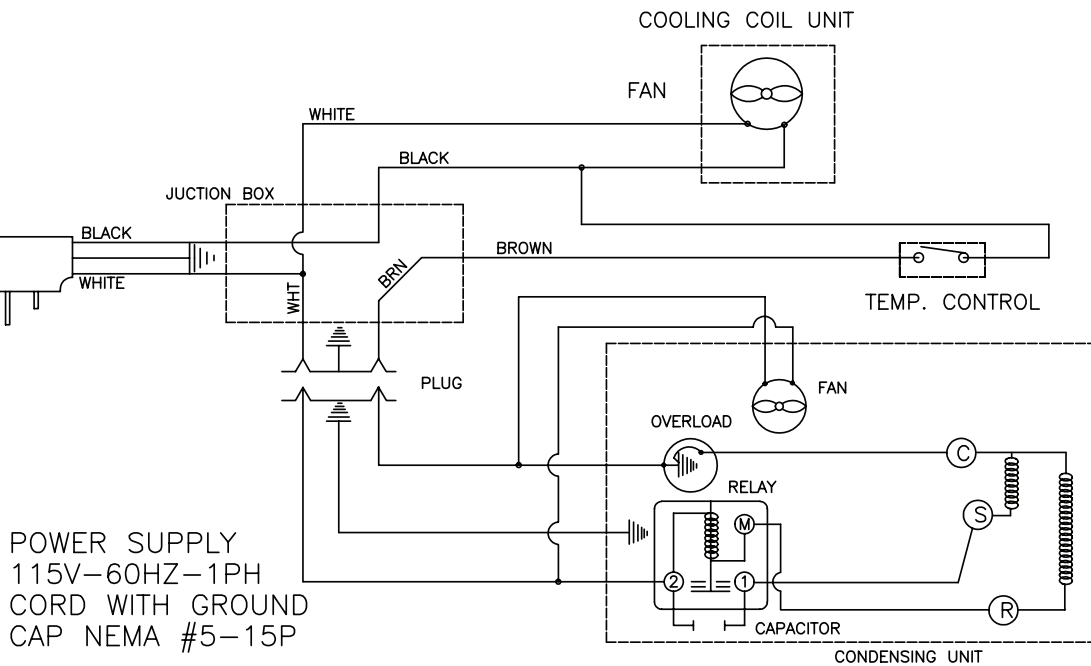 COOLING COIL UNIT
FAN
WHITE
BLACK
JUCTION BOX
BLACK
BROWN
WHITE
BRN
WHT
TEMP. CONTROL
PLUG
FAN
OVERLOAD
C
RELAY
M
S
POWER SUPPLY
115V-60HZ-1PH
CORD WITH GROUND
CAP NEMA #5-15P
2
1
R
CAPACITOR
CONDENSING UNIT